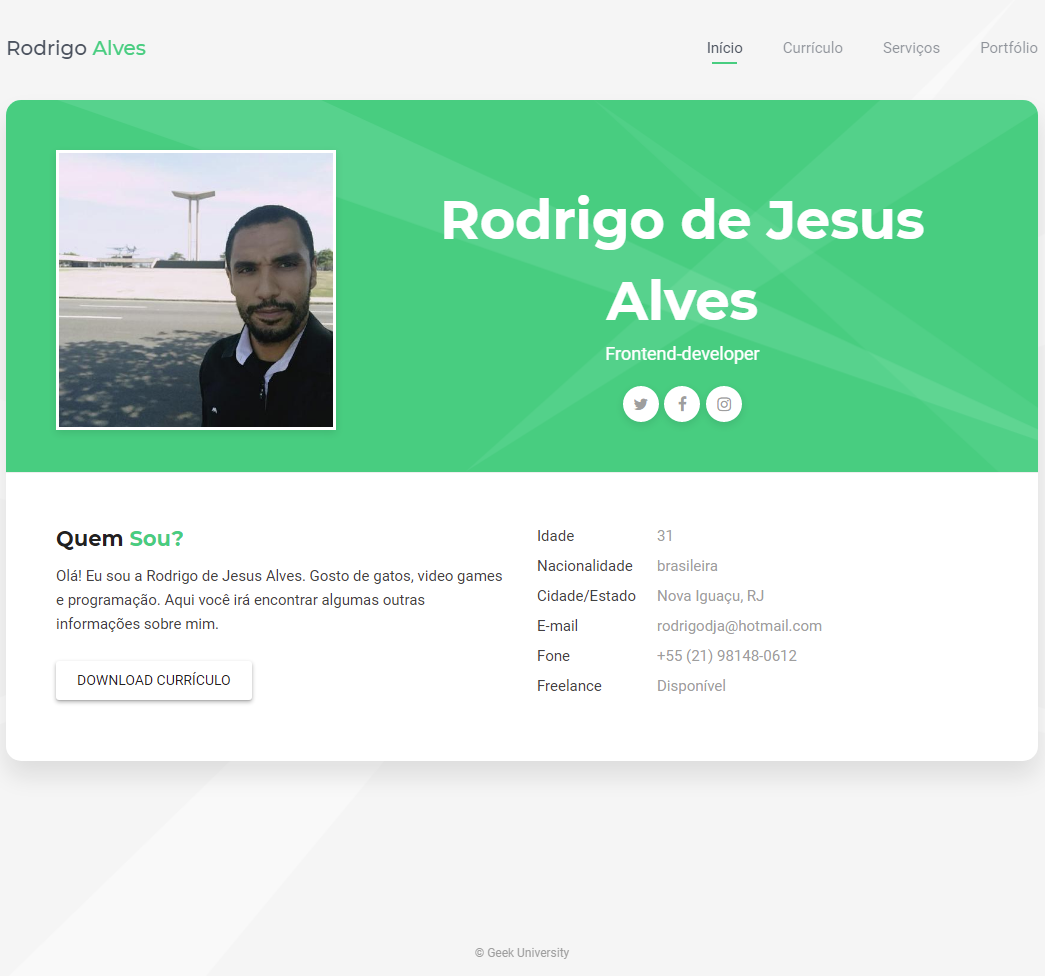 Rodrigo Alves
Início
Currículo
Serviços
Portfólio
Rodrigo de Jesus
Alves
Frontend-developer
Quem Sou?
Olá! Eu sou a Rodrigo de Jesus Alves. Gosto de gatos, video games
e programação. Aqui você irá encontrar algumas outras
informações sobre mim.
DOWNLOAD CURRÍCULO
Idade 31
Nacionalidade brasileira
Cidade/Estado Nova Iguaçu, RJ
E-mail rodrigodja@hotmail.com
Fone +55 (21) 98148-0612
Freelance Disponível
© Geek University